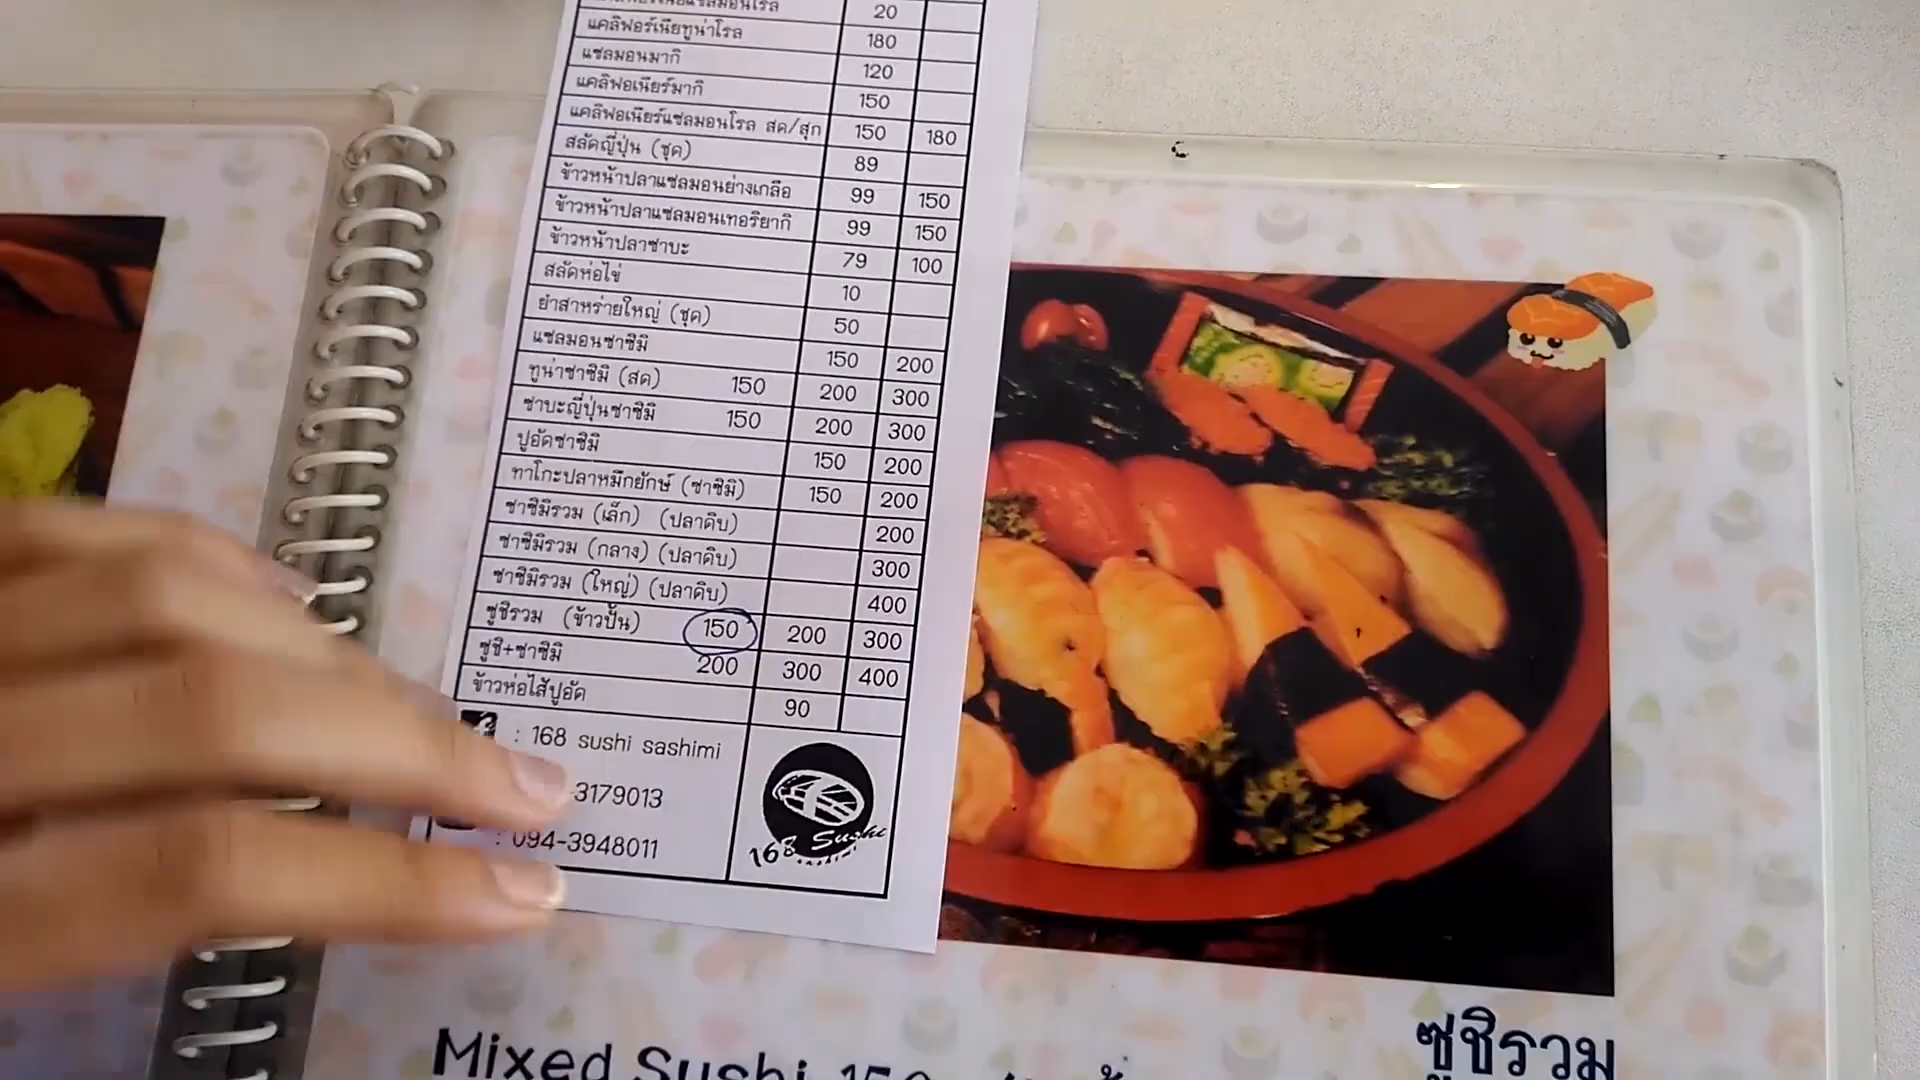 20
แคลิฟอร์เนียทูน่าโรล 180
แซลมอนมากิ 120
แคลิฟอเนียร์มากิ 150
แคลิฟอเนียร์แซลมอนโรล สด/สุก 150 180
สลัดญี่ปุ่น (ชุด) 89
ข้าวหน้าปลาแซลมอนย่างเกลือ 99 150
ข้าวหน้าปลาแซลมอนเทอริยากิ 99 150
ข้าวหน้าปลาซาบะ 79 100
สลัดห่อไข่ 10
ยำสาหร่ายใหญ่ (ชุด) 50
แซลมอนซาซิมิ 150 200
ทูน่าซาซิมิ (สด) 150 200 300
ซาบะญี่ปุ่นซาซิมิ 150 200 300
ปูอัดซาซิมิ 150 200
ทาโกะปลาหมึกยักษ์ (ซาซิมิ) 150 200
ซาซิมิรวม (เล็ก) (ปลาดิบ) 200
ซาซิมิรวม (กลาง) (ปลาดิบ) 300
ซาซิมิรวม (ใหญ่) (ปลาดิบ) 400
ซูชิรวม (ข้าวปั้น) 150 200 300
ซูชิ+ซาซิมิ 200 300 400
ข้าวห่อไส้ปูอัด 90
: 168 sushi sashimi
3179013
: 094-3948011
168 Sushi
sashimi
ซูชิรวม
Mixed Sushi 150